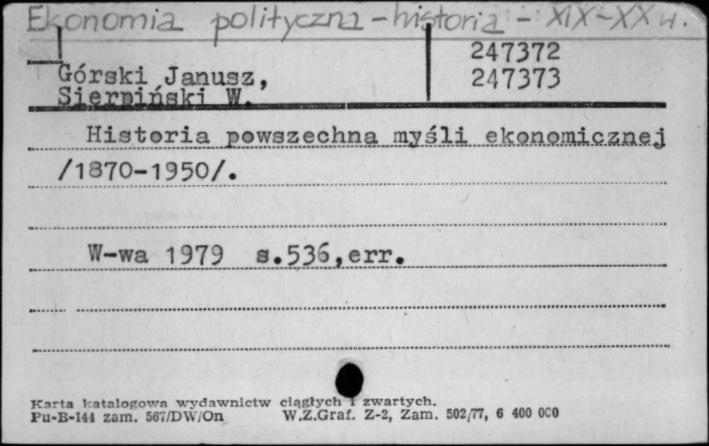 Ekonomia polityczna - historia - XIX-XX w.
247372
Górski Janusz, 247373
Sierpiński W.
Historia powszechna myśli ekonomicznej
/1870-1950/.
W-wa 1979 s.536,err.
Karta katalogowa wydawnictw ciągłych i zwartych.
Pu-B-144 zam. 567/DW/On W.Z.Graf. Z-2, Zam. 502/77, 6 400 000